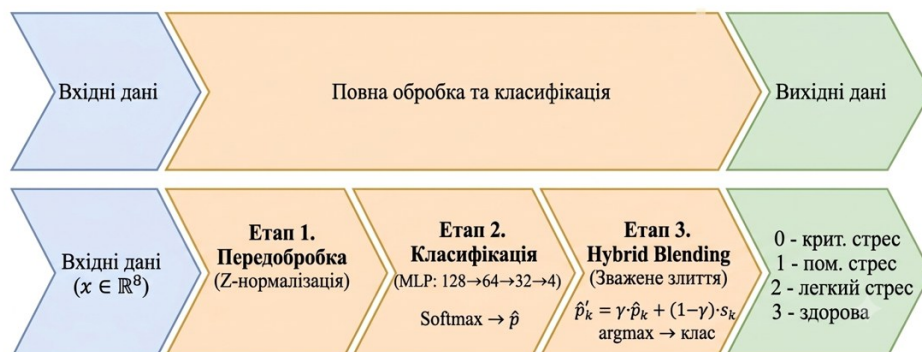 Вхідні дані
Повна обробка та класифікація
Вихідні дані
Вхідні дані
(x ∈ ℝ⁸)
Етап 1.
Передобробка
(Z-нормалізація)
Етап 2.
Класифікація
(MLP: 128→64→32→4)
Softmax → p̂
Етап 3.
Hybrid Blending
(Зважене злиття)
p̂′ₖ = γ·p̂ₖ + (1−γ)·sₖ
argmax → клас
0 - крит. стрес
1 - пом. стрес
2 - легкий стрес
3 - здорова